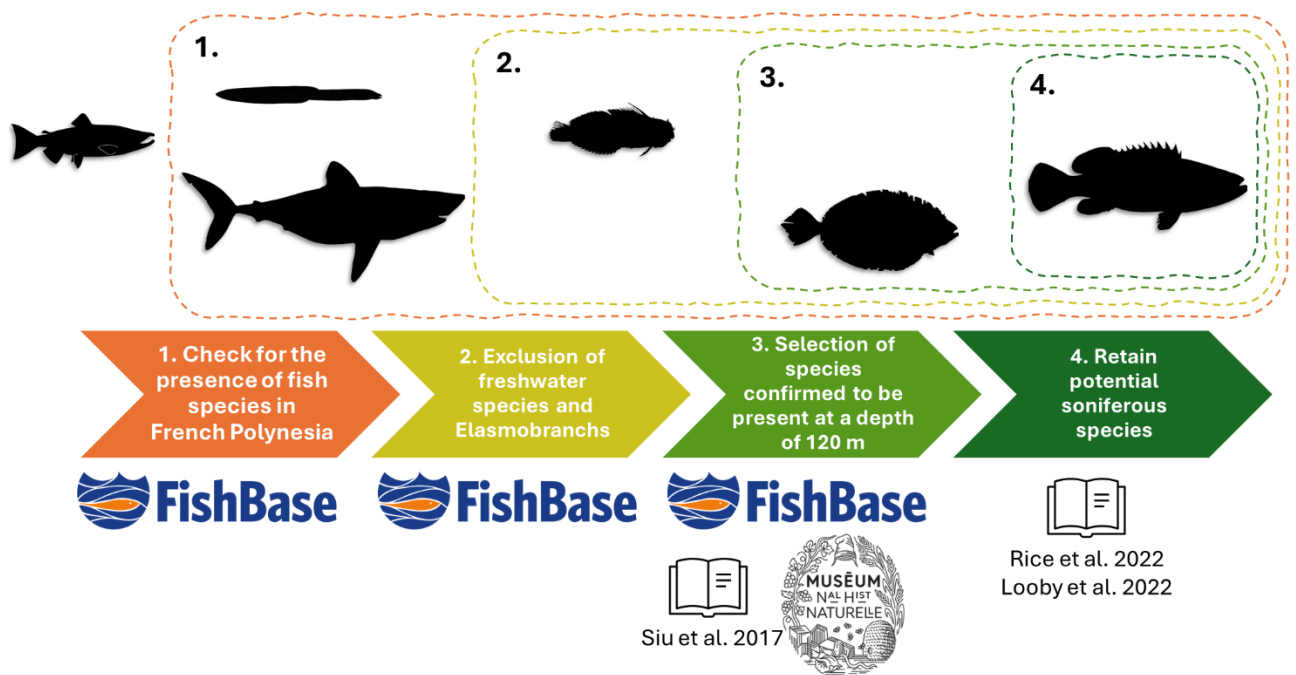 1.
2.
3.
4.
1. Check for the
presence of fish
species in
French Polynesia
2. Exclusion of
freshwater
species and
Elasmobranchs
3. Selection of
species
confirmed to be
present at a depth
of 120 m
4. Retain
potential
soniferous
species
FishBase
FishBase
FishBase
Siu et al. 2017
MUSĒUM
NAL HIST
NATURELLE
Rice et al. 2022
Looby et al. 2022